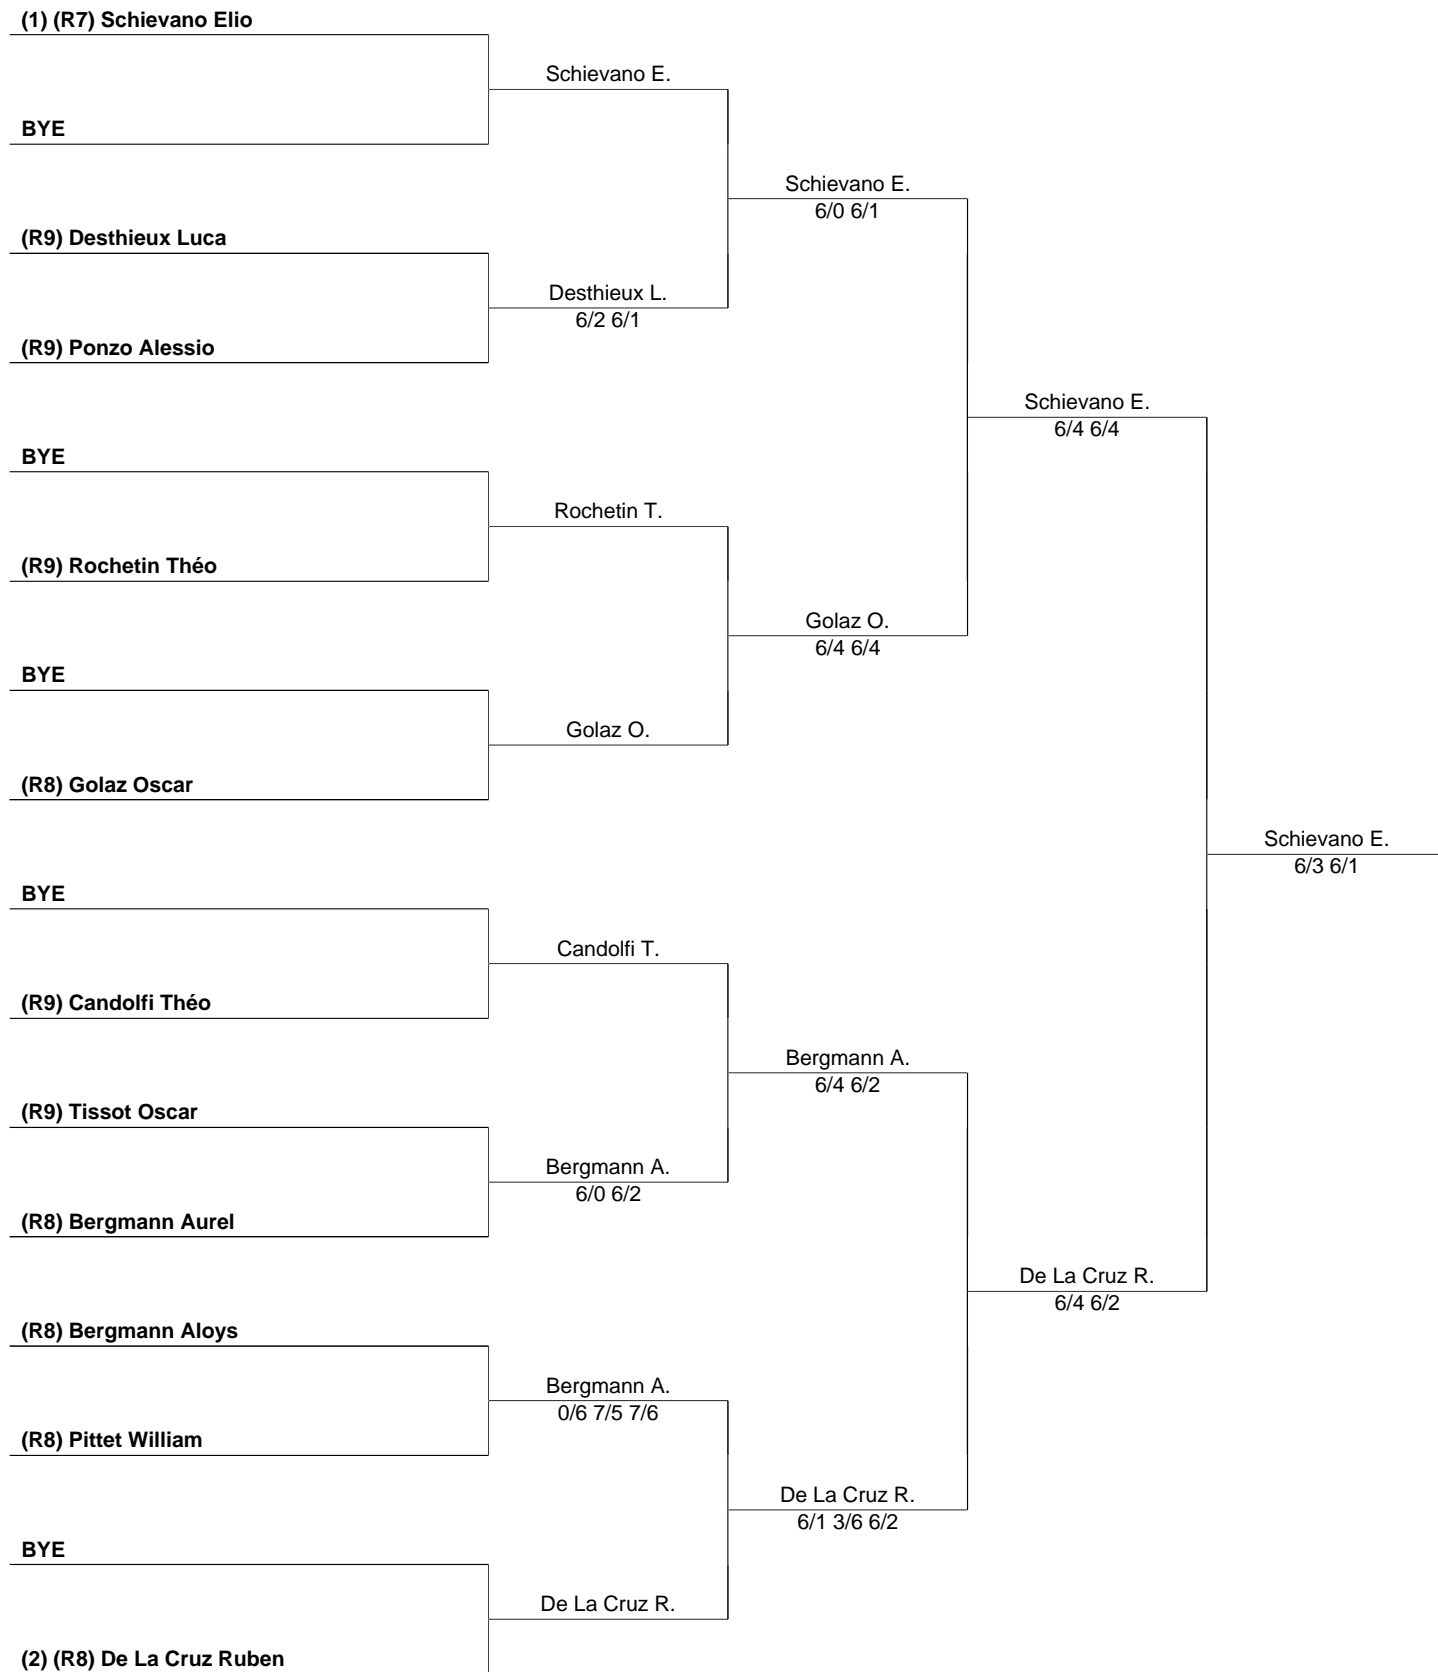 (1) (R7) Schievano Elio
Schievano E.
BYE
Schievano E.
6/0 6/1
(R9) Desthieux Luca
Desthieux L.
6/2 6/1
(R9) Ponzo Alessio
Schievano E.
6/4 6/4
BYE
Rochetin T.
(R9) Rochetin Théo
Golaz O.
6/4 6/4
BYE
Golaz O.
(R8) Golaz Oscar
Schievano E.
6/3 6/1
BYE
Candolfi T.
(R9) Candolfi Théo
Bergmann A.
6/4 6/2
(R9) Tissot Oscar
Bergmann A.
6/0 6/2
(R8) Bergmann Aurel
De La Cruz R.
6/4 6/2
(R8) Bergmann Aloys
Bergmann A.
0/6 7/5 7/6
(R8) Pittet William
De La Cruz R.
6/1 3/6 6/2
BYE
De La Cruz R.
(2) (R8) De La Cruz Ruben